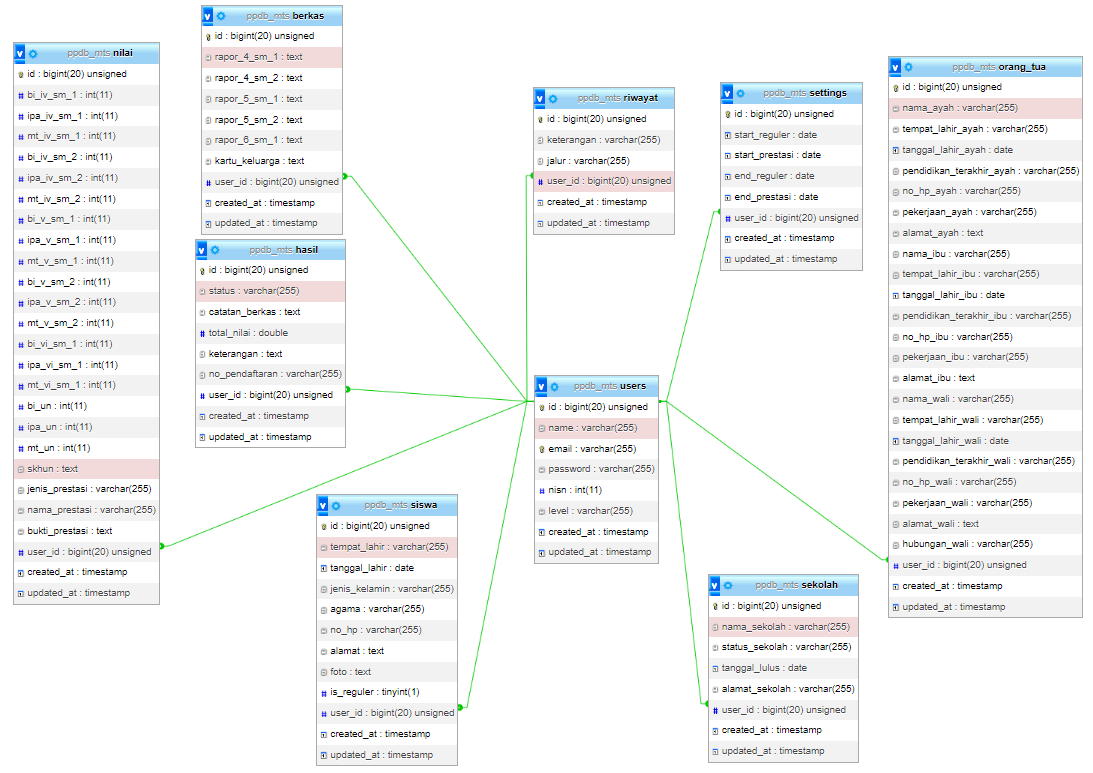 ppdb_mts nilai
id : bigint(20) unsigned
bi_iv_sm_1 : int(11)
ipa_iv_sm_1 : int(11)
mt_iv_sm_1 : int(11)
bi_iv_sm_2 : int(11)
ipa_iv_sm_2 : int(11)
mt_iv_sm_2 : int(11)
bi_v_sm_1 : int(11)
ipa_v_sm_1 : int(11)
mt_v_sm_1 : int(11)
bi_v_sm_2 : int(11)
ipa_v_sm_2 : int(11)
mt_v_sm_2 : int(11)
bi_vi_sm_1 : int(11)
ipa_vi_sm_1 : int(11)
mt_vi_sm_1 : int(11)
bi_un : int(11)
ipa_un : int(11)
mt_un : int(11)
skhun : text
jenis_prestasi : varchar(255)
nama_prestasi : varchar(255)
bukti_prestasi : text
user_id : bigint(20) unsigned
created_at : timestamp
updated_at : timestamp
ppdb_mts berkas
id : bigint(20) unsigned
rapor_4_sm_1 : text
rapor_4_sm_2 : text
rapor_5_sm_1 : text
rapor_5_sm_2 : text
rapor_6_sm_1 : text
kartu_keluarga : text
user_id : bigint(20) unsigned
created_at : timestamp
updated_at : timestamp
ppdb_mts hasil
id : bigint(20) unsigned
status : varchar(255)
catatan_berkas : text
total_nilai : double
keterangan : text
no_pendaftaran : varchar(255)
user_id : bigint(20) unsigned
created_at : timestamp
updated_at : timestamp
ppdb_mts siswa
id : bigint(20) unsigned
tempat_lahir : varchar(255)
tanggal_lahir : date
jenis_kelamin : varchar(255)
agama : varchar(255)
no_hp : varchar(255)
alamat : text
foto : text
is_reguler : tinyint(1)
user_id : bigint(20) unsigned
created_at : timestamp
updated_at : timestamp
ppdb_mts riwayat
id : bigint(20) unsigned
keterangan : varchar(255)
jalur : varchar(255)
user_id : bigint(20) unsigned
created_at : timestamp
updated_at : timestamp
ppdb_mts users
id : bigint(20) unsigned
name : varchar(255)
email : varchar(255)
password : varchar(255)
nisn : int(11)
level : varchar(255)
created_at : timestamp
updated_at : timestamp
ppdb_mts settings
id : bigint(20) unsigned
start_reguler : date
start_prestasi : date
end_reguler : date
end_prestasi : date
user_id : bigint(20) unsigned
created_at : timestamp
updated_at : timestamp
ppdb_mts sekolah
id : bigint(20) unsigned
nama_sekolah : varchar(255)
status_sekolah : varchar(255)
tanggal_lulus : date
alamat_sekolah : varchar(255)
user_id : bigint(20) unsigned
created_at : timestamp
updated_at : timestamp
ppdb_mts orang_tua
id : bigint(20) unsigned
nama_ayah : varchar(255)
tempat_lahir_ayah : varchar(255)
tanggal_lahir_ayah : date
pendidikan_terakhir_ayah : varchar(255)
no_hp_ayah : varchar(255)
pekerjaan_ayah : varchar(255)
alamat_ayah : text
nama_ibu : varchar(255)
tempat_lahir_ibu : varchar(255)
tanggal_lahir_ibu : date
pendidikan_terakhir_ibu : varchar(255)
no_hp_ibu : varchar(255)
pekerjaan_ibu : varchar(255)
alamat_ibu : text
nama_wali : varchar(255)
tempat_lahir_wali : varchar(255)
tanggal_lahir_wali : date
pendidikan_terakhir_wali : varchar(255)
no_hp_wali : varchar(255)
pekerjaan_wali : varchar(255)
alamat_wali : text
hubungan_wali : varchar(255)
user_id : bigint(20) unsigned
created_at : timestamp
updated_at : timestamp